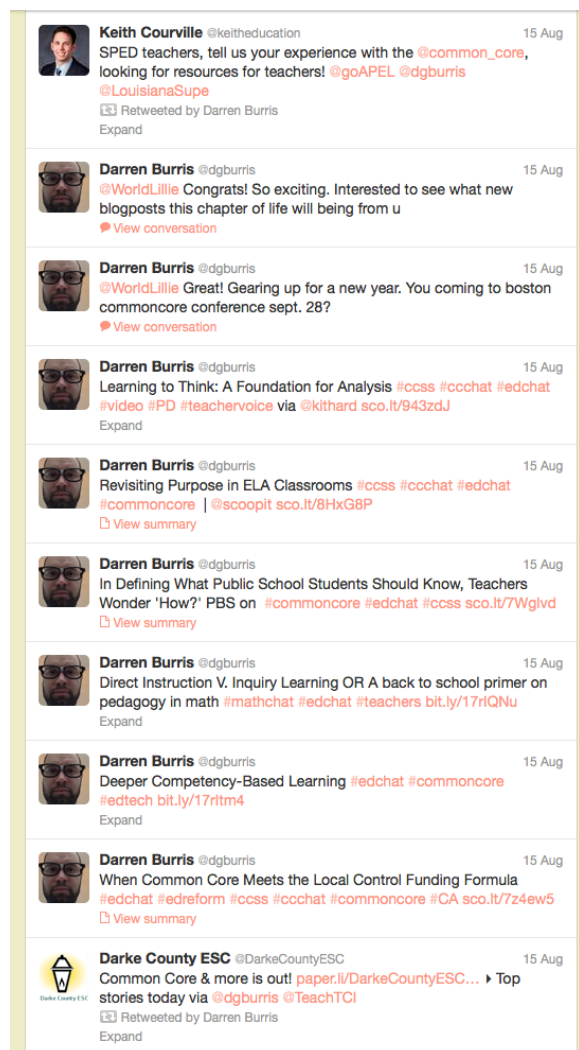 Keith Courville @keitheducation 15 Aug
SPED teachers, tell us your experience with the @common_core,
looking for resources for teachers! @goAPEL @dgburris
@LouisianaSupe
Retweeted by Darren Burris
Expand
Darren Burris @dgburris 15 Aug
@WorldLillie Congrats! So exciting. Interested to see what new
blogposts this chapter of life will being from u
View conversation
Darren Burris @dgburris 15 Aug
@WorldLillie Great! Gearing up for a new year. You coming to boston
commoncore conference sept. 28?
View conversation
Darren Burris @dgburris 15 Aug
Learning to Think: A Foundation for Analysis #ccss #ccchat #edchat
#video #PD #teachervoice via @kithard sco.lt/943zdJ
Expand
Darren Burris @dgburris 15 Aug
Revisiting Purpose in ELA Classrooms #ccss #ccchat #edchat
#commoncore | @scoopit sco.lt/8HxG8P
View summary
Darren Burris @dgburris 15 Aug
In Defining What Public School Students Should Know, Teachers
Wonder 'How?' PBS on #commoncore #edchat #ccss sco.lt/7Wglvd
View summary
Darren Burris @dgburris 15 Aug
Direct Instruction V. Inquiry Learning OR A back to school primer on
pedagogy in math #mathchat #edchat #teachers bit.ly/17rIQNu
Expand
Darren Burris @dgburris 15 Aug
Deeper Competency-Based Learning #edchat #commoncore
#edtech bit.ly/17rItm4
Expand
Darren Burris @dgburris 15 Aug
When Common Core Meets the Local Control Funding Formula
#edchat #edreform #ccss #ccchat #commoncore #CA sco.lt/7z4ew5
View summary
Darke County ESC @DarkeCountyESC 15 Aug
Common Core & more is out! paper.li/DarkeCountyESC... ▸ Top
stories today via @dgburris @TeachTCI
Darke County ESC
Retweeted by Darren Burris
Expand